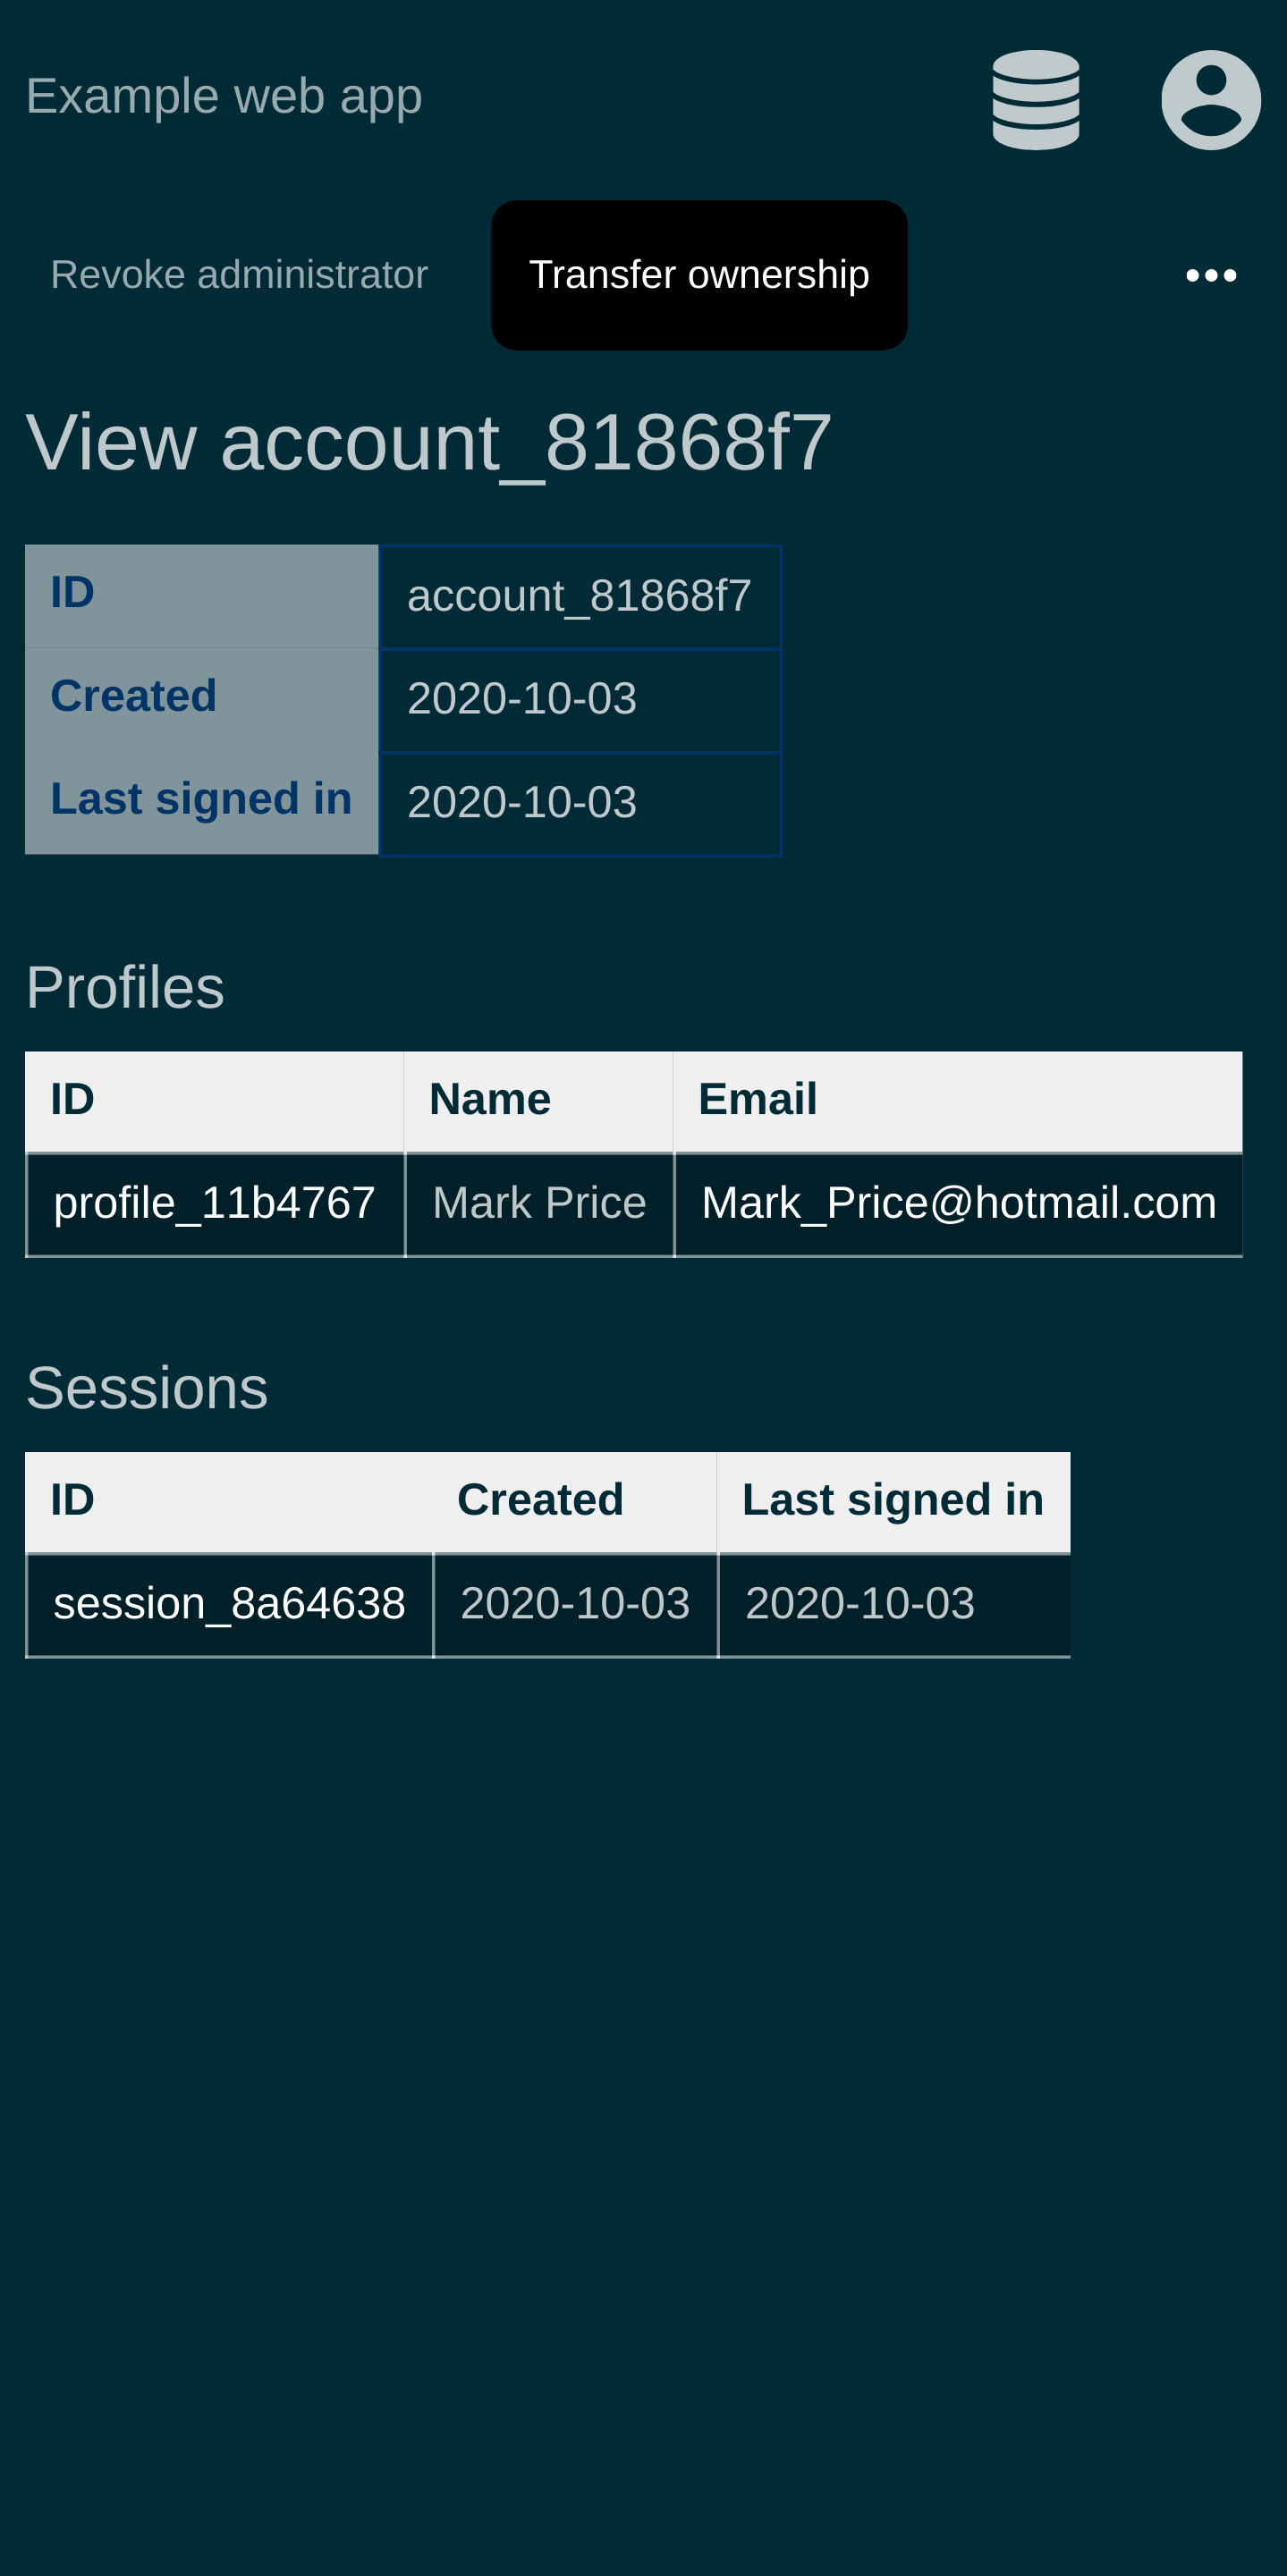 Example web app
Revoke administrator Transfer ownership
View account_81868f7
ID account_81868f7
Created 2020-10-03
Last signed in 2020-10-03
Profiles
ID Name Email
profile_11b4767 Mark Price Mark_Price@hotmail.com
Sessions
ID Created Last signed in
session_8a64638 2020-10-03 2020-10-03